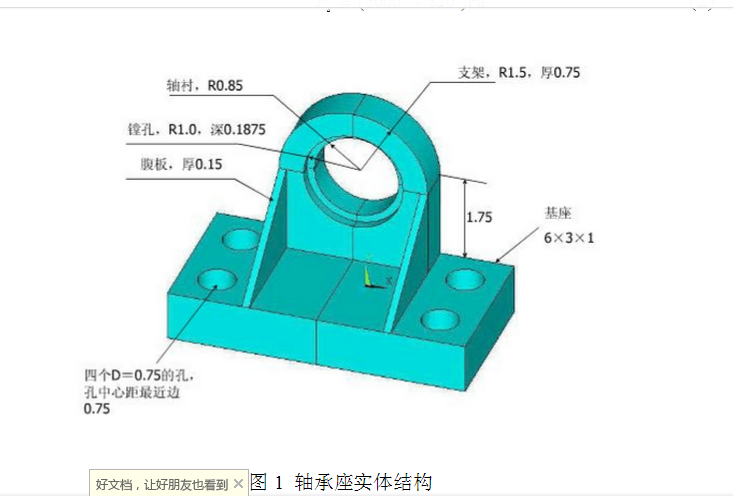 支架，R1.5，厚0.75
轴村，R0.85
镗孔，R1.0，深0.1875
腹板，厚0.15
1.75
基座
6×3×1
X
四个D＝0.75的孔，
孔中心距最近边
0.75
好文档，让好朋友也看到 ×
图 1 轴承座实体结构